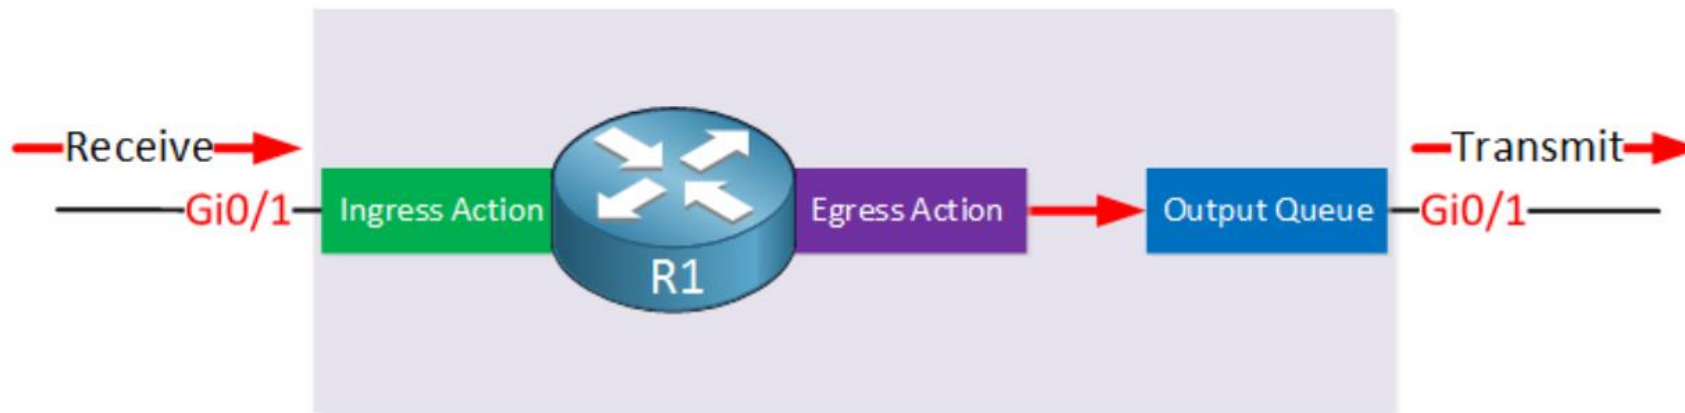 Receive
Gi0/1
Ingress Action
R1
Egress Action
Output Queue
Transmit
Gi0/1